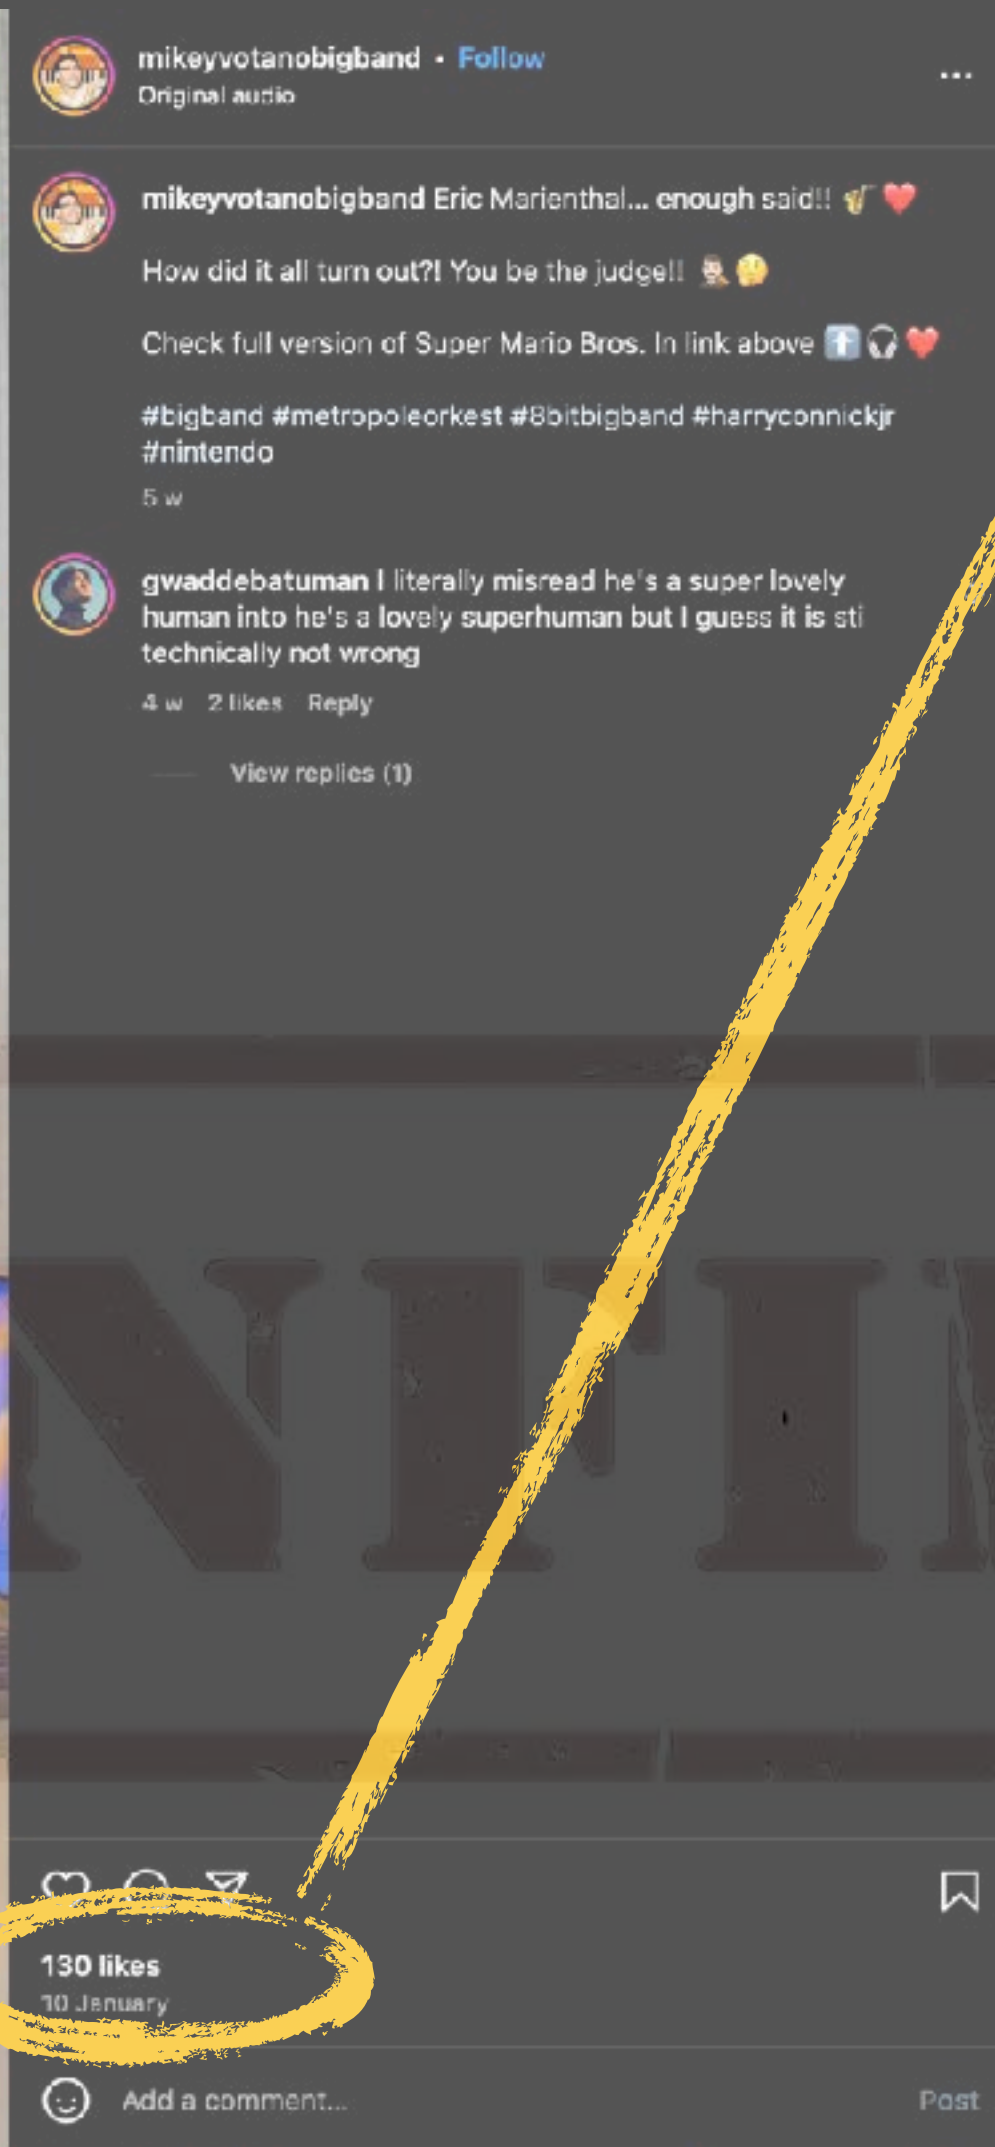 mikeyvotanobigband • Follow
Original audio
mikeyvotanobigband Eric Marienthal... enough said!! 🎷❤️
How did it all turn out?! You be the judge!! 👨🏻‍⚖️🤔
Check full version of Super Mario Bros. In link above ⬆️🎧❤️
#bigband #metropoleorkest #8bitbigband #harryconnickjr
#nintendo
5 w
gwaddebatuman I literally misread he's a super lovely
human into he's a lovely superhuman but I guess it is sti
technically not wrong
4 w 2 likes Reply
View replies (1)
NFI
130 likes
10 January
Add a comment...
Post